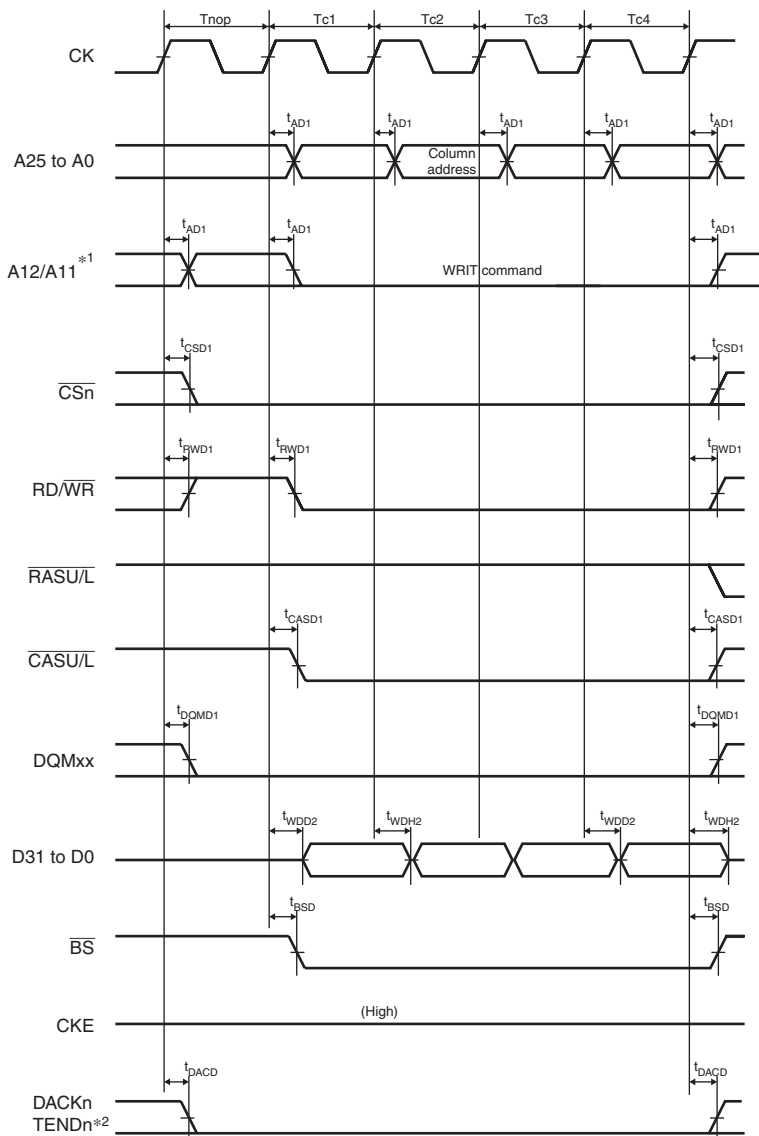 Tnop Tc1 Tc2 Tc3 Tc4
CK
tAD1 tAD1 tAD1 tAD1 tAD1
A25 to A0
Column
address
tAD1 tAD1 tAD1
A12/A11*1
WRIT command
tCSD1 tCSD1
CSn
tRWD1 tRWD1 tRWD1
RD/WR
RASU/L
tCASD1 tCASD1
CASU/L
tDQMD1 tDQMD1
DQMxx
tWDD2 tWDH2 tWDD2 tWDH2
D31 to D0
tBSD tBSD
BS
(High)
CKE
tDACD tDACD
DACKn
TENDn*2